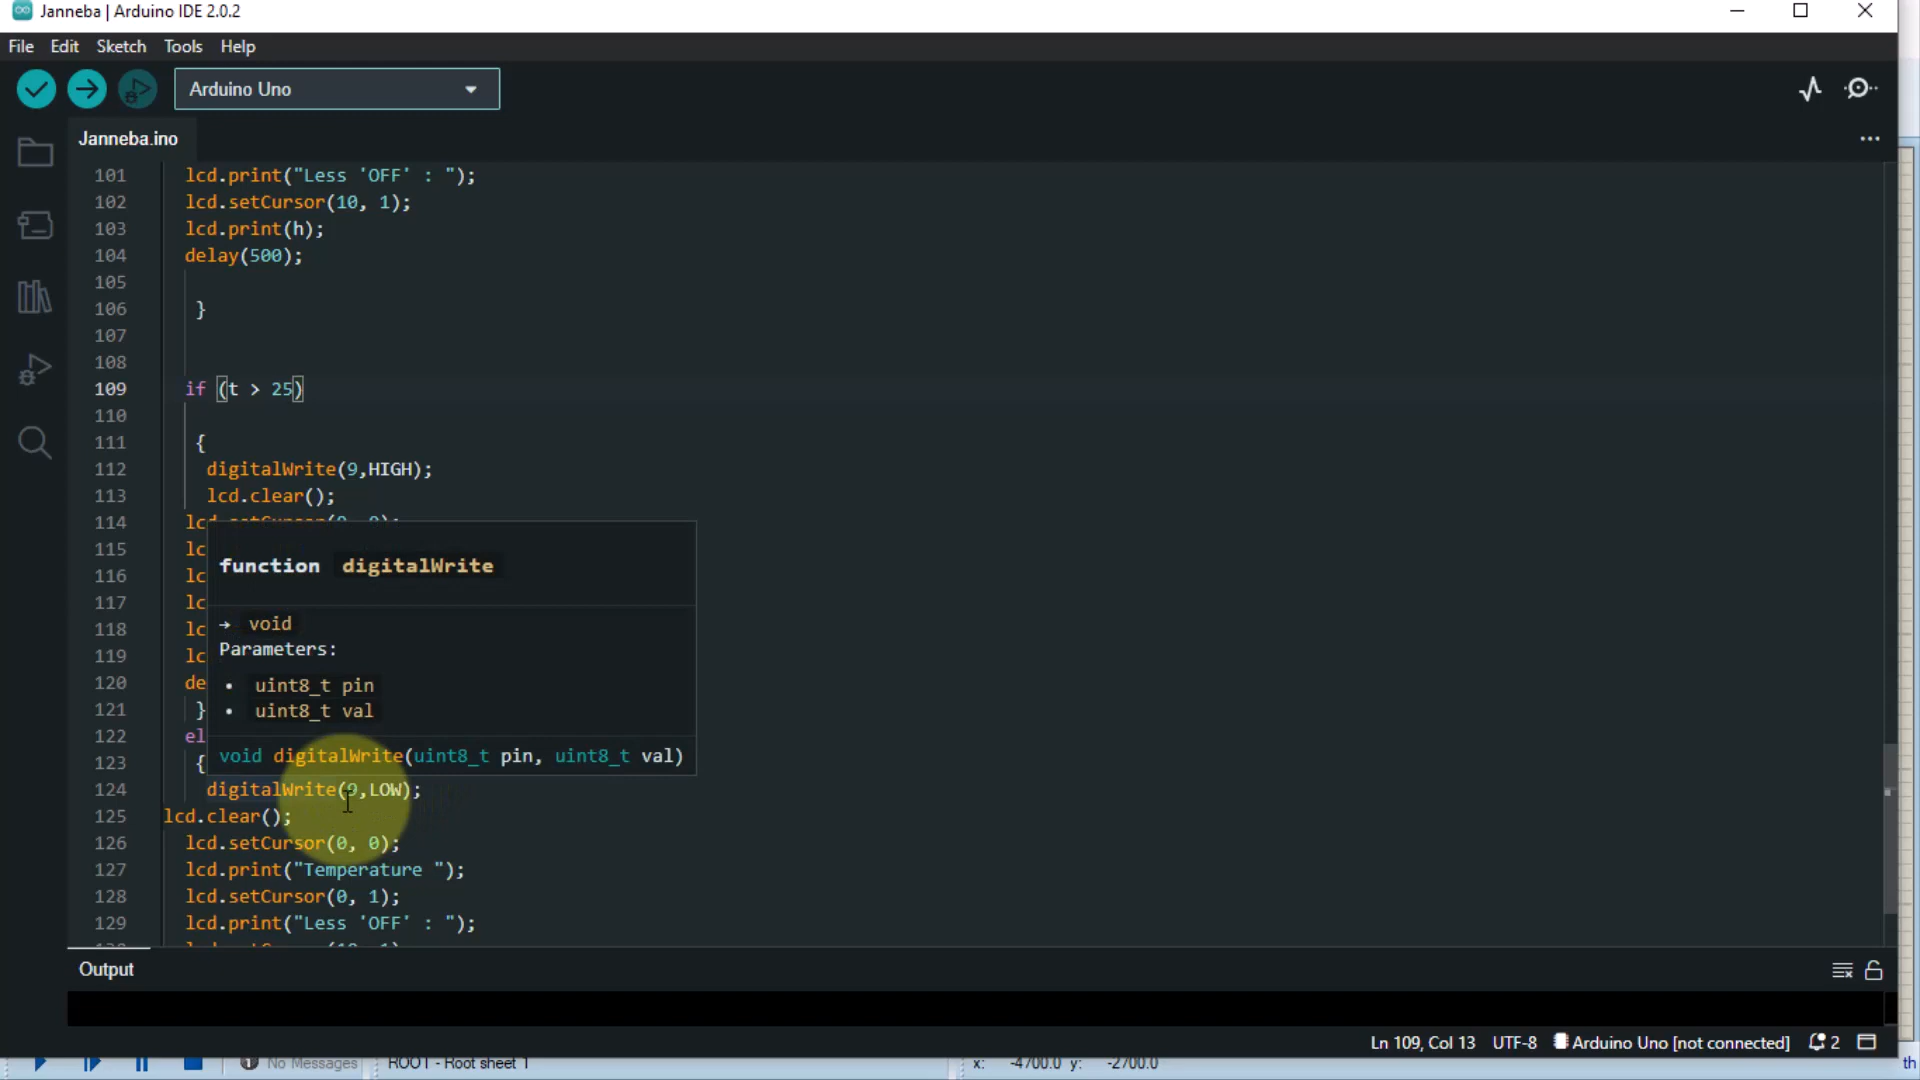 Janneba | Arduino IDE 2.0.2
File Edit Sketch Tools Help
Arduino Uno
Janneba.ino
101 lcd.print("Less 'OFF' : ");
102 lcd.setCursor(10, 1);
103 lcd.print(h);
104 delay(500);
105
106 }
107
108
109 if (t > 25)
110
111 {
112 digitalWrite(9,HIGH);
113 lcd.clear();
114 lcd.setCursor(0, 0);
115 lc
116 lc
117 lc
118 lc
119 lc
120 de
121 }
122 el
123 {
function digitalWrite
→ void
Parameters:
• uint8_t pin
• uint8_t val
void digitalWrite(uint8_t pin, uint8_t val)
124 digitalWrite(9,LOW);
125 lcd.clear();
126 lcd.setCursor(0, 0);
127 lcd.print("Temperature ");
128 lcd.setCursor(0, 1);
129 lcd.print("Less 'OFF' : ");
Output
Ln 109, Col 13 UTF-8 Arduino Uno [not connected] 2
No Messages ROOT - Root sheet 1 x: -4700.0 y: -2700.0 th